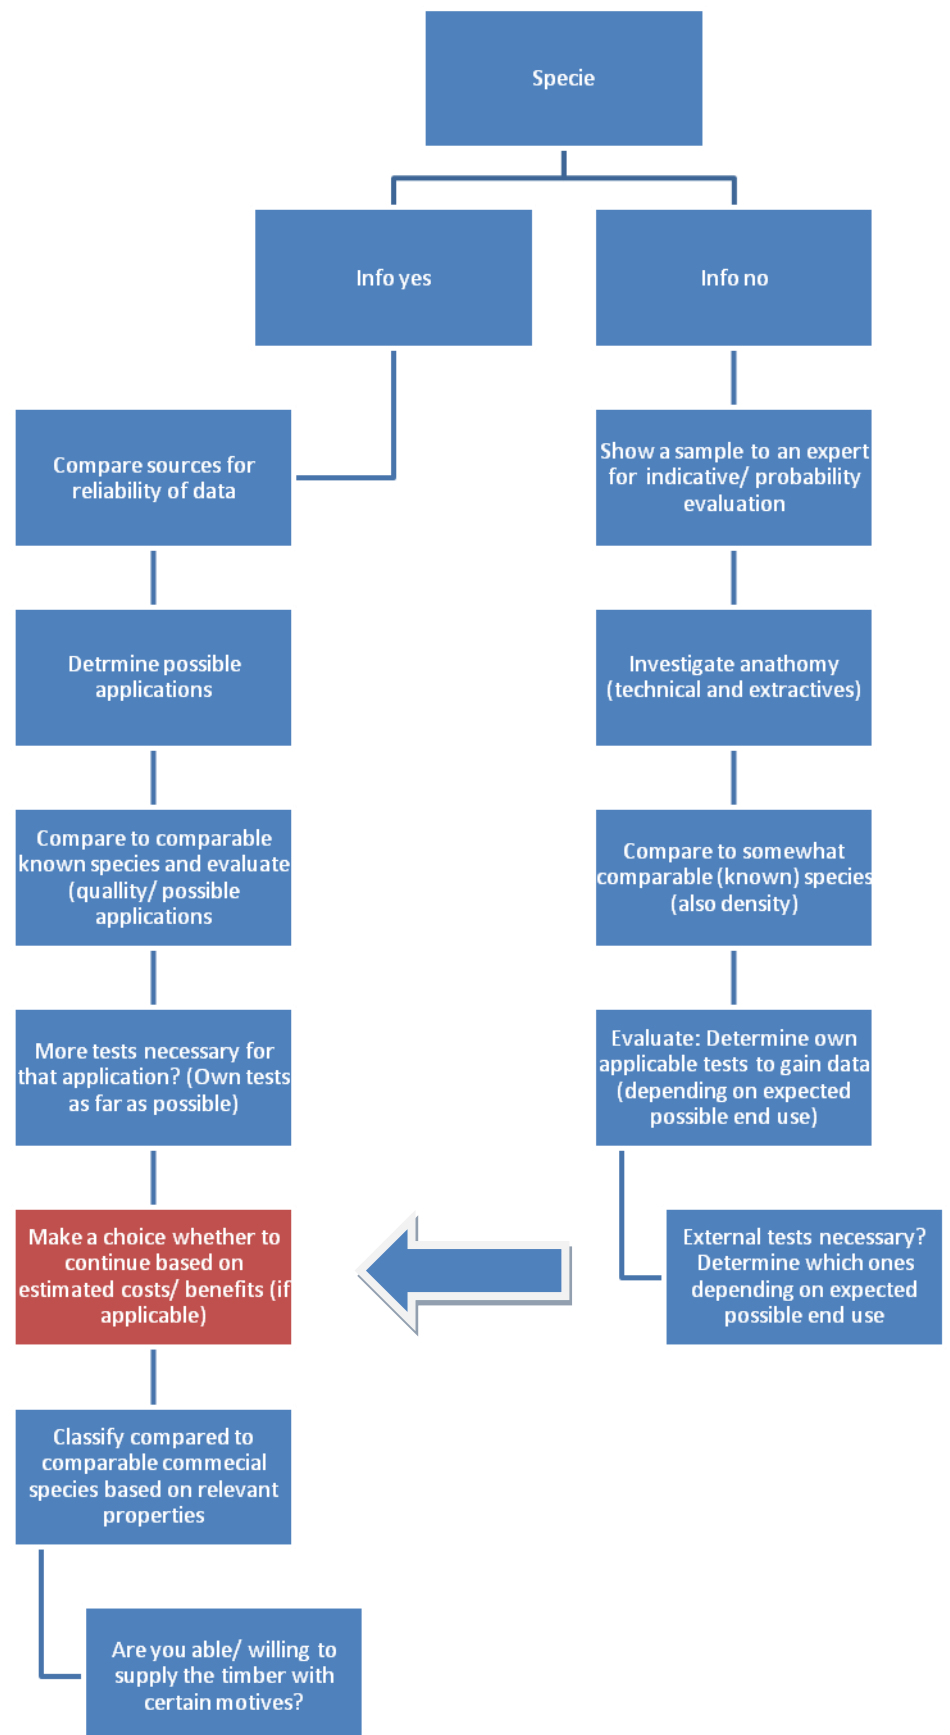 Specie
Info yes
Info no
Compare sources for
reliability of data
Show a sample to an expert
for indicative/ probability
evaluation
Detrmine possible
applications
Investigate anathomy
(technical and extractives)
Compare to comparable
known species and evaluate
(quallity/ possible
applications
Compare to somewhat
comparable (known) species
(also density)
More tests necessary for
that application? (Own tests
as far as possible)
Evaluate: Determine own
applicable tests to gain data
(depending on expected
possible end use)
Make a choice whether to
continue based on
estimated costs/ benefits (if
applicable)
External tests necessary?
Determine which ones
depending on expected
possible end use
Classify compared to
comparable commecial
species based on relevant
properties
Are you able/ willing to
supply the timber with
certain motives?